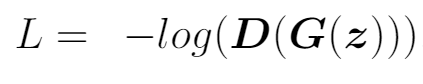 L = -log(D(G(z)))